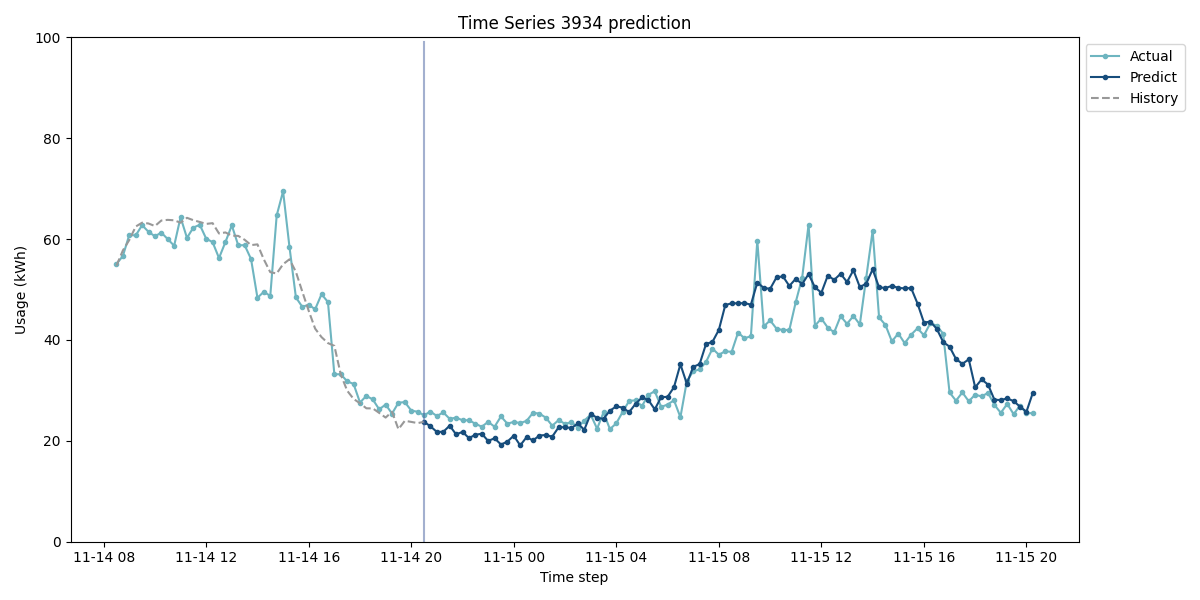 Time Series 3934 prediction
100
80
60
40
20
0
Usage (kWh)
11-14 08
11-14 12
11-14 16
11-14 20
11-15 00
11-15 04
11-15 08
11-15 12
11-15 16
11-15 20
Time step
Actual
Predict
History